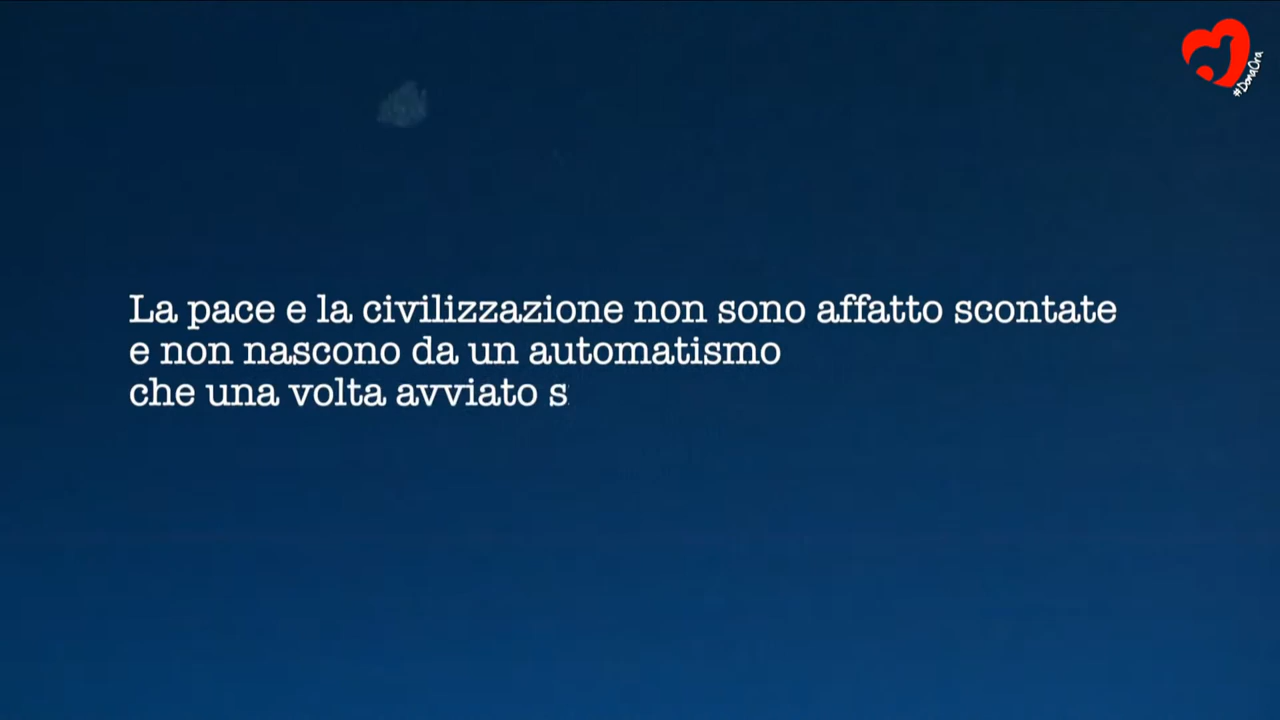 #DonaOra
La pace e la civilizzazione non sono affatto scontate
e non nascono da un automatismo
che una volta avviato s